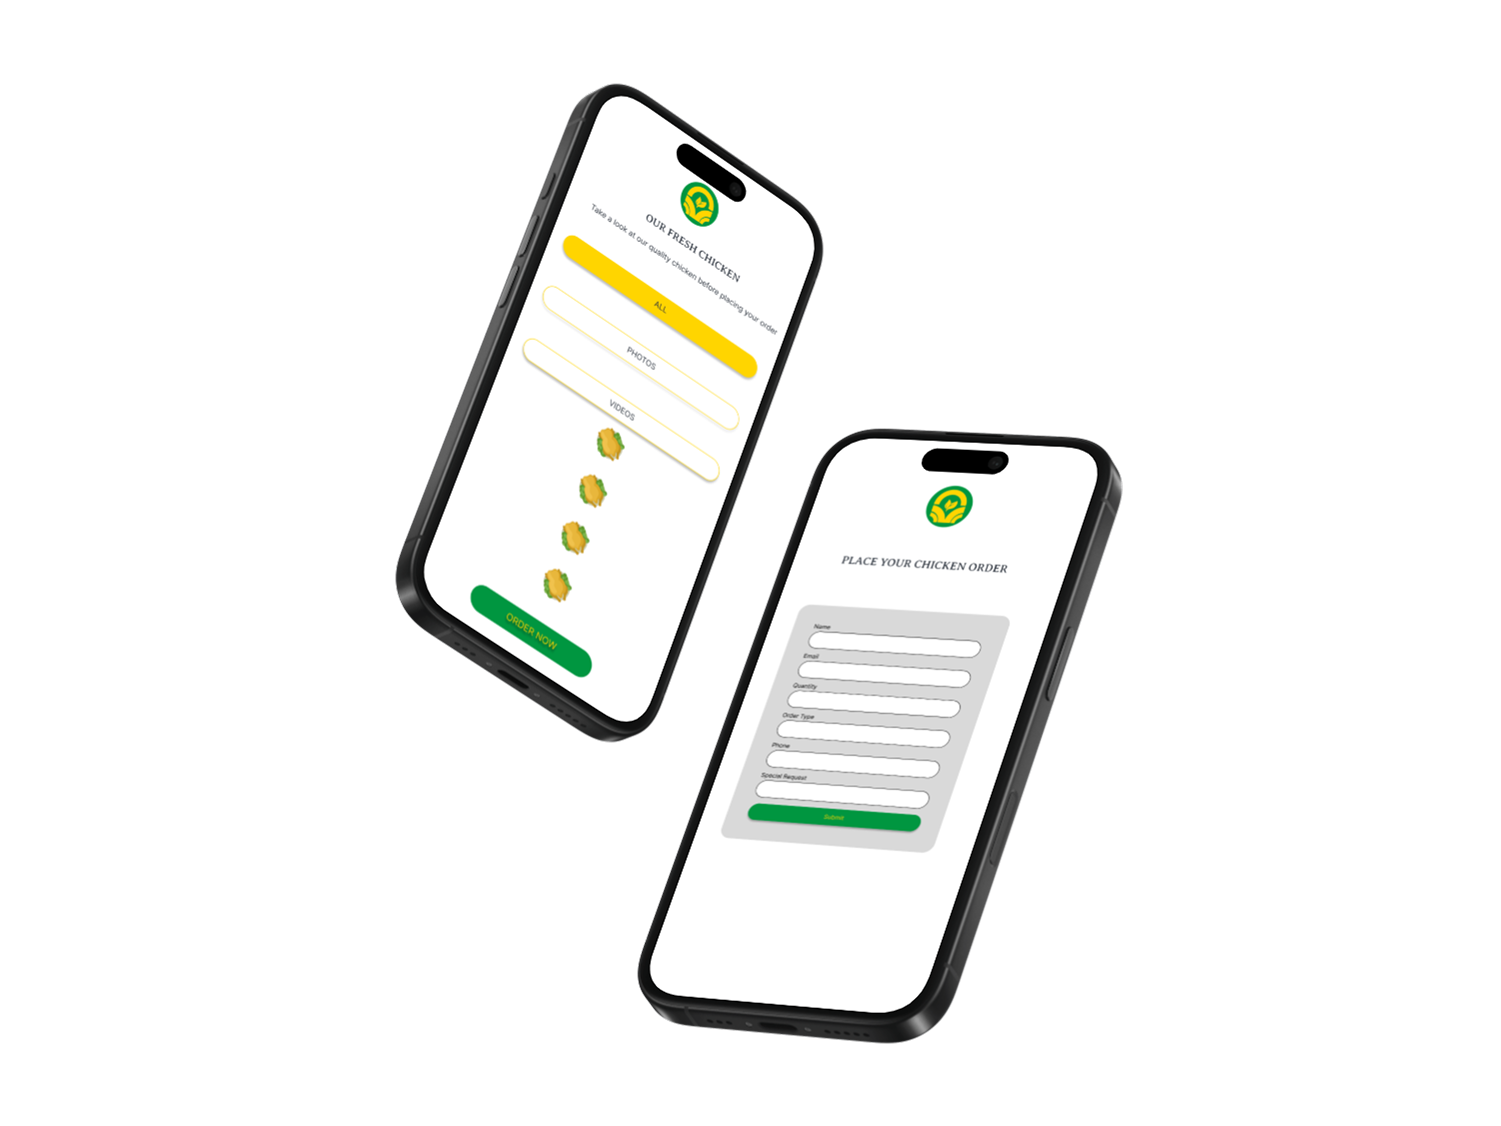 OUR FRESH CHICKEN
Take a look at our quality chicken before placing your order
ALL
PHOTOS
VIDEOS
ORDER NOW
PLACE YOUR CHICKEN ORDER
Name
Email
Quantity
Order Type
Phone
Special Request
Submit